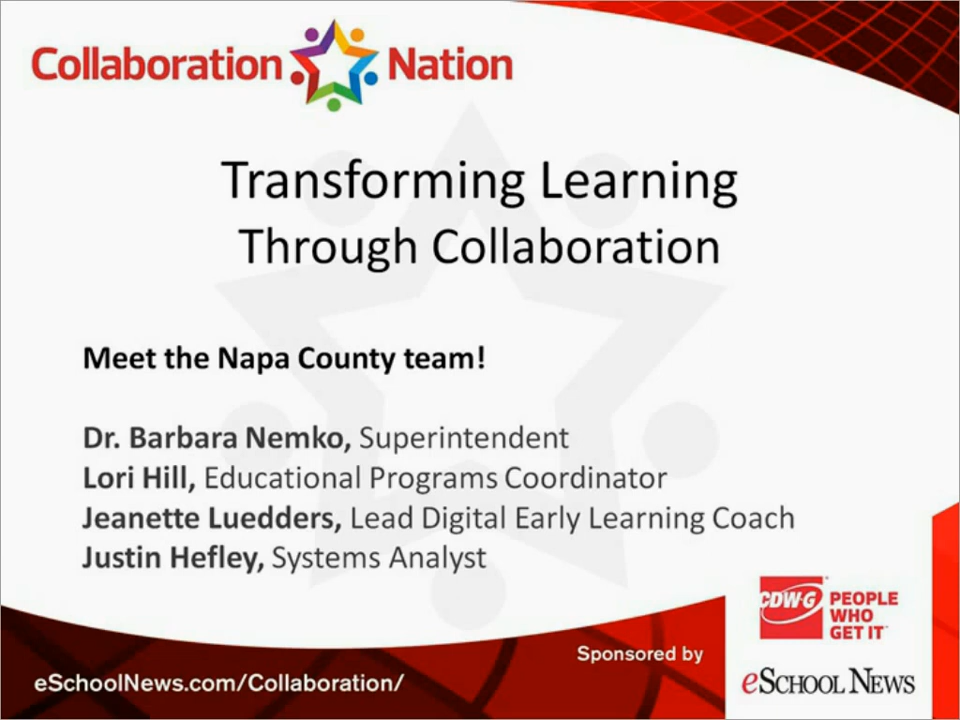 Collaboration Nation
Transforming Learning
Through Collaboration
Meet the Napa County team!
Dr. Barbara Nemko, Superintendent
Lori Hill, Educational Programs Coordinator
Jeanette Luedders, Lead Digital Early Learning Coach
Justin Hefley, Systems Analyst
CDW·G
PEOPLE
WHO
GET IT
Sponsored by
eSchoolNews.com/Collaboration/
eSCHOOL NEWS